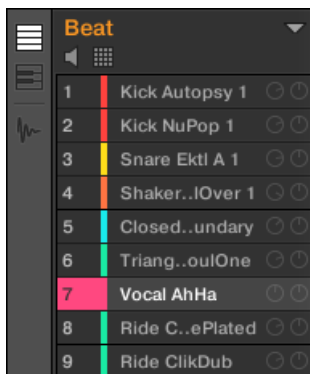 Beat
1 Kick Autopsy 1
2 Kick NuPop 1
3 Snare Ektl A 1
4 Shaker..lOver 1
5 Closed..undary
6 Triang..oulOne
7 Vocal AhHa
8 Ride C..ePlated
9 Ride ClikDub